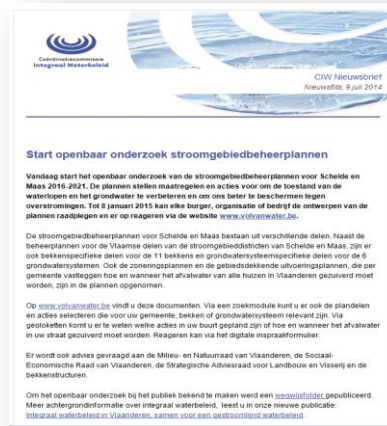 Coördinatiecommissie
Integraal Waterbeleid
CIW Nieuwsbrief
Nieuwsflits, 9 juli 2014
Start openbaar onderzoek stroomgebiedbeheerplannen
Vandaag start het openbaar onderzoek van de stroomgebiedbeheerplannen voor Schelde en
Maas 2016-2021. De plannen stellen maatregelen en acties voor om de toestand van de
waterlopen en het grondwater te verbeteren en om ons beter te beschermen tegen
overstromingen. Tot 8 januari 2015 kan elke burger, organisatie of bedrijf de ontwerpen van de
plannen raadplegen en er op reageren via de website www.volvanwater.be.
De stroomgebiedbeheerplannen voor Schelde en Maas bestaan uit verschillende delen. Naast de
beheerplannen voor de Vlaamse delen van de stroomgebieddistricten van Schelde en Maas, zijn er
ook bekkenspecifieke delen voor de 11 bekkens en grondwatersysteemspecifieke delen voor de 6
grondwatersystemen. Ook de zoneringsplannen en de gebiedsdekkende uitvoeringsplannen, die per
gemeente vastleggen hoe en wanneer het afvalwater van alle huizen in Vlaanderen gezuiverd moet
worden, zijn in de plannen opgenomen.
Op www.volvanwater.be vindt u deze documenten. Via een zoekmodule kunt u er ook de plandelen
en acties selecteren die voor uw gemeente, bekken of grondwatersysteem relevant zijn. Via
geoloketten komt u er te weten welke acties in uw buurt gepland zijn of hoe en wanneer het afvalwater
in uw straat gezuiverd moet worden. Reageren kan via het digitale inspraakformulier.
Er wordt ook advies gevraagd aan de Milieu- en Natuurraad van Vlaanderen, de Sociaal-
Economische Raad van Vlaanderen, de Strategische Adviesraad voor Landbouw en Visserij en de
bekkenstructuren.
Om het openbaar onderzoek bij het publiek bekend te maken werd een wegwijsfolder gepubliceerd.
Meer achtergrondinformatie over integraal waterbeleid, leest u in onze nieuwe publicatie:
Integraal waterbeleid in Vlaanderen, samen voor een gestroomlijnd waterbeleid.